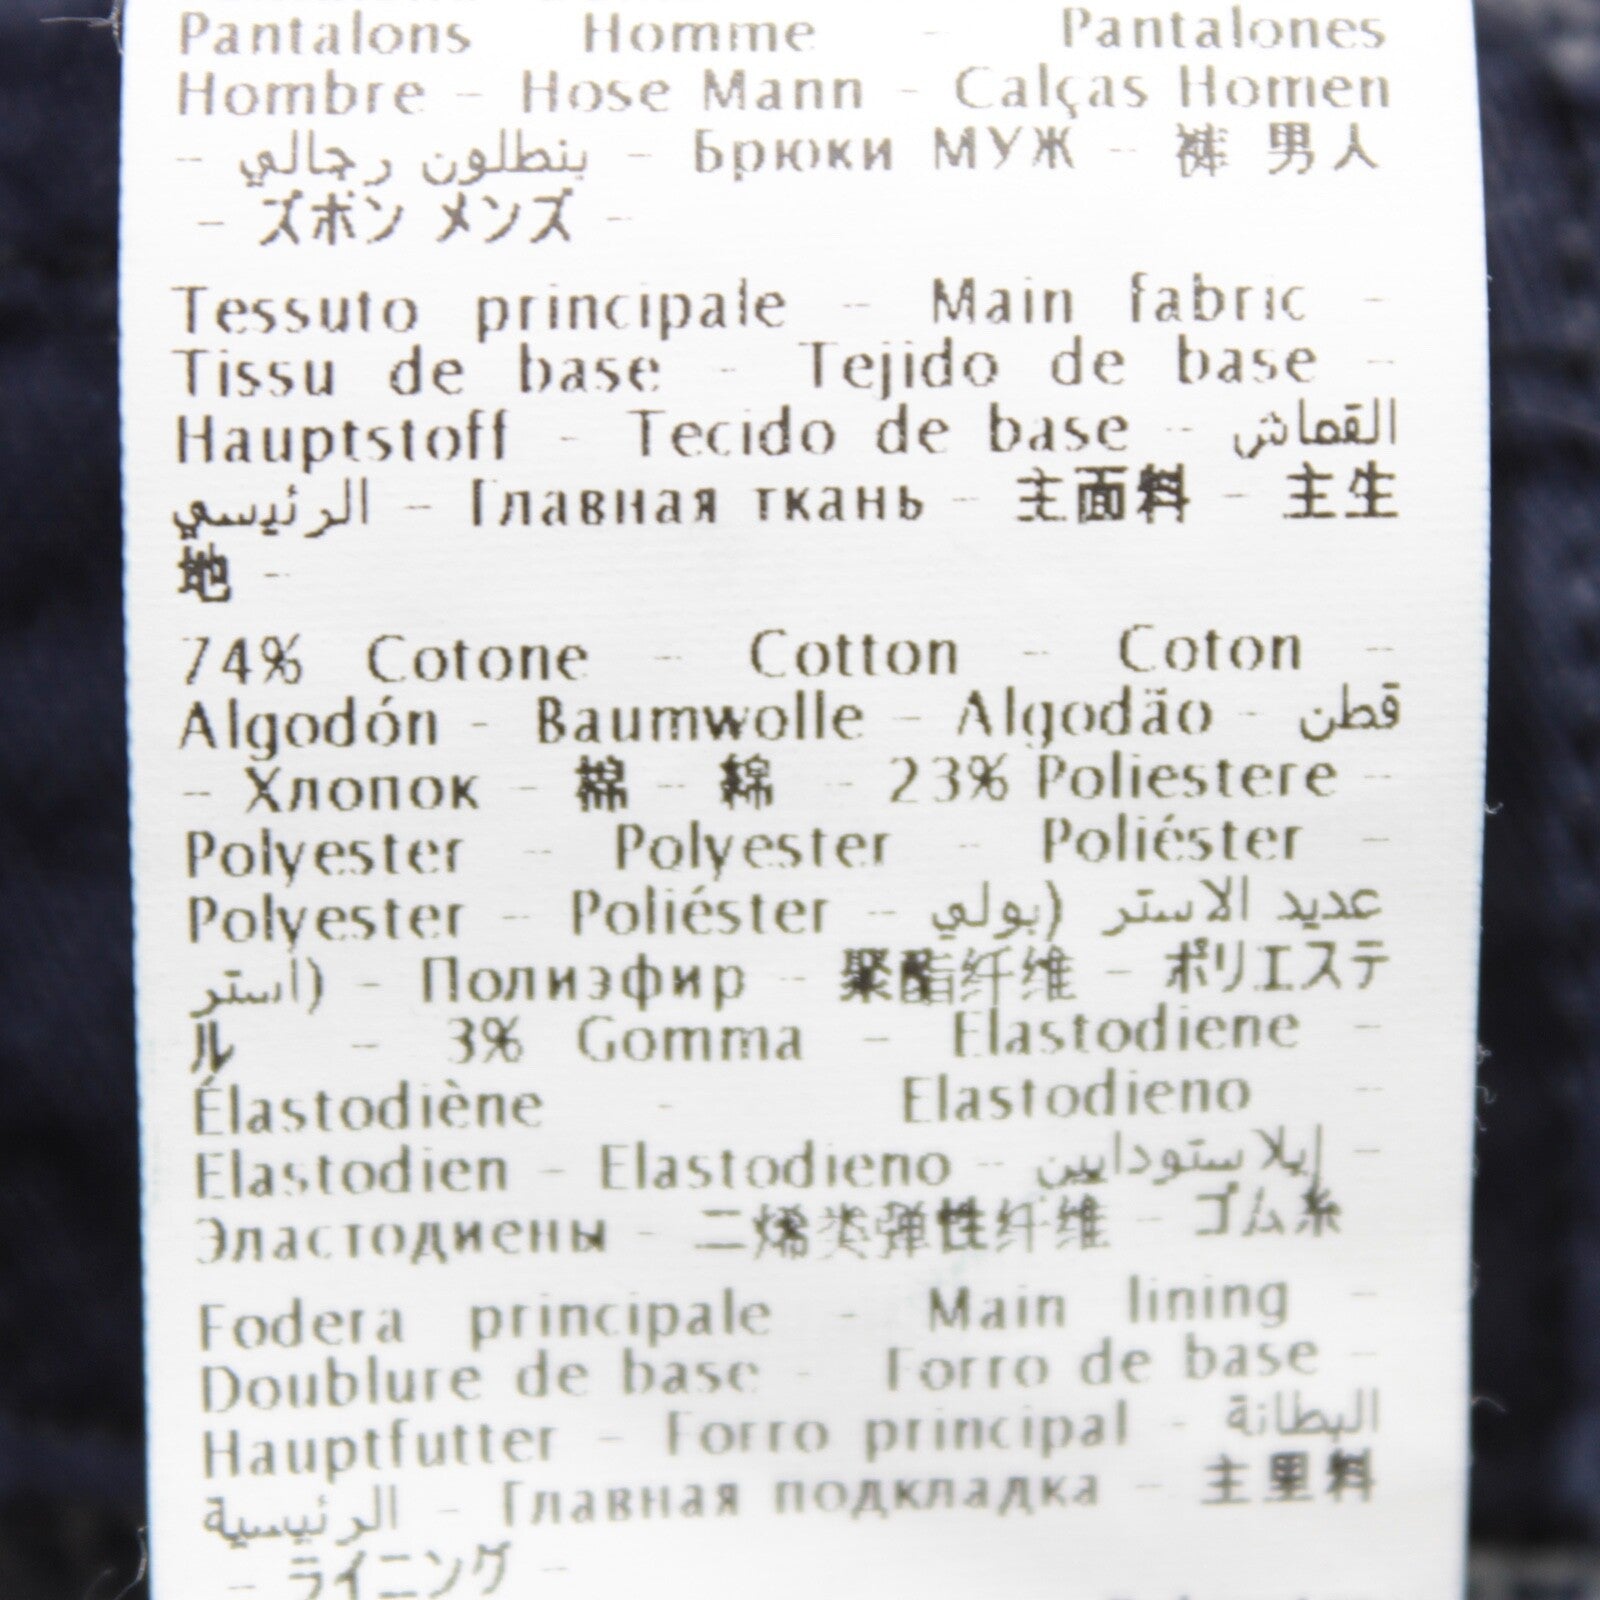 Pantalons Homme - Pantalones
Hombre - Hose Mann - Calças Homen
- بنطلون رجالي - Брюки МУЖ - 裤 男人
- ズボン メンズ -
Tessuto principale - Main fabric -
Tissu de base - Tejido de base -
Hauptstoff - Tecido de base - القماش
الرئيسي - Главная ткань - 主面料 - 主生
地 -
74% Cotone - Cotton - Coton -
Algodón - Baumwolle - Algodäo - قطن
- Хлопок - 棉 - 綿 - 23% Poliestere -
Polyester - Polyester - Poliéster -
Polyester - Poliéster - عديد الاستر (بولي
استر) - Полиэфир - 聚酯纤维 - ポリエステ
ル - 3% Gomma - Elastodiene -
Élastodiène - Elastodieno -
Elastodien - Elastodieno - إيلاستودايين -
Эластодиены - 二烯类弹性纤维 - ゴム糸
Fodera principale - Main lining -
Doublure de base - Forro de base -
Hauptfutter - Forro principal - البطانة
الرئيسية - Главная подкладка - 主里料
- ライニング -